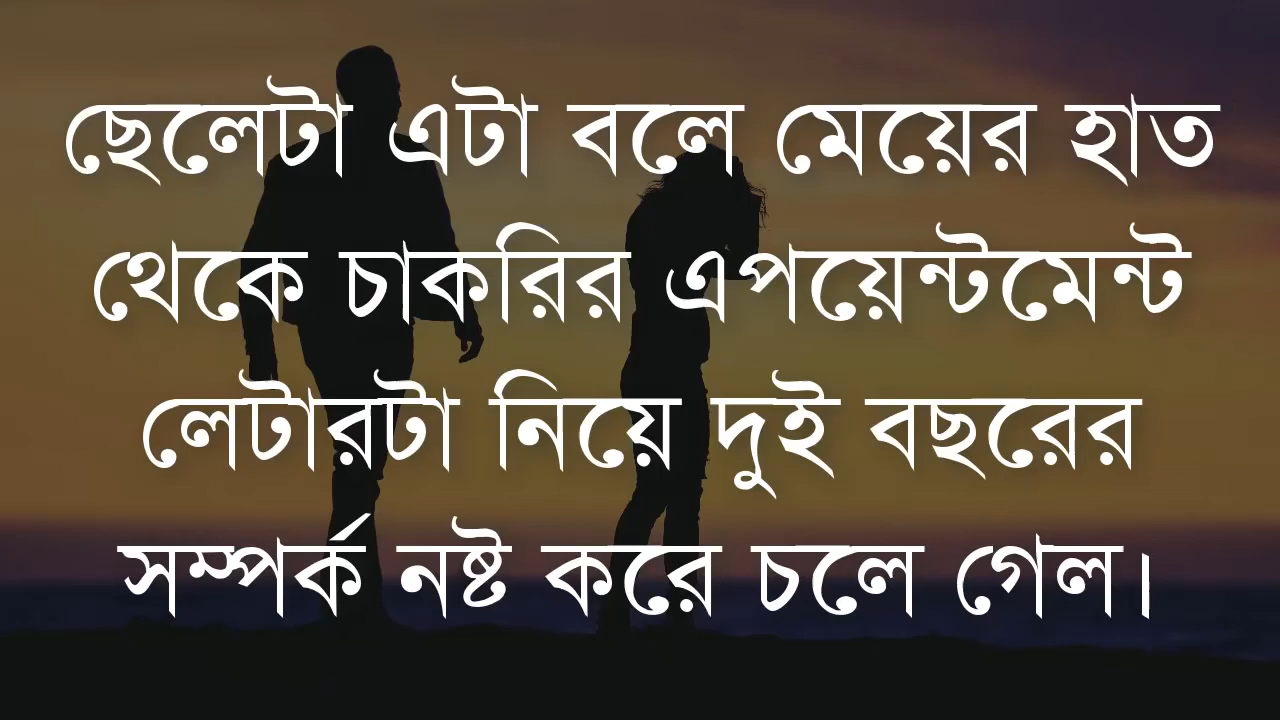 ছেলেটা এটা বলে মেয়ের হাত
থেকে চাকরির এপয়েন্টমেন্ট
লেটারটা নিয়ে দুই বছরের
সম্পর্ক নষ্ট করে চলে গেল।